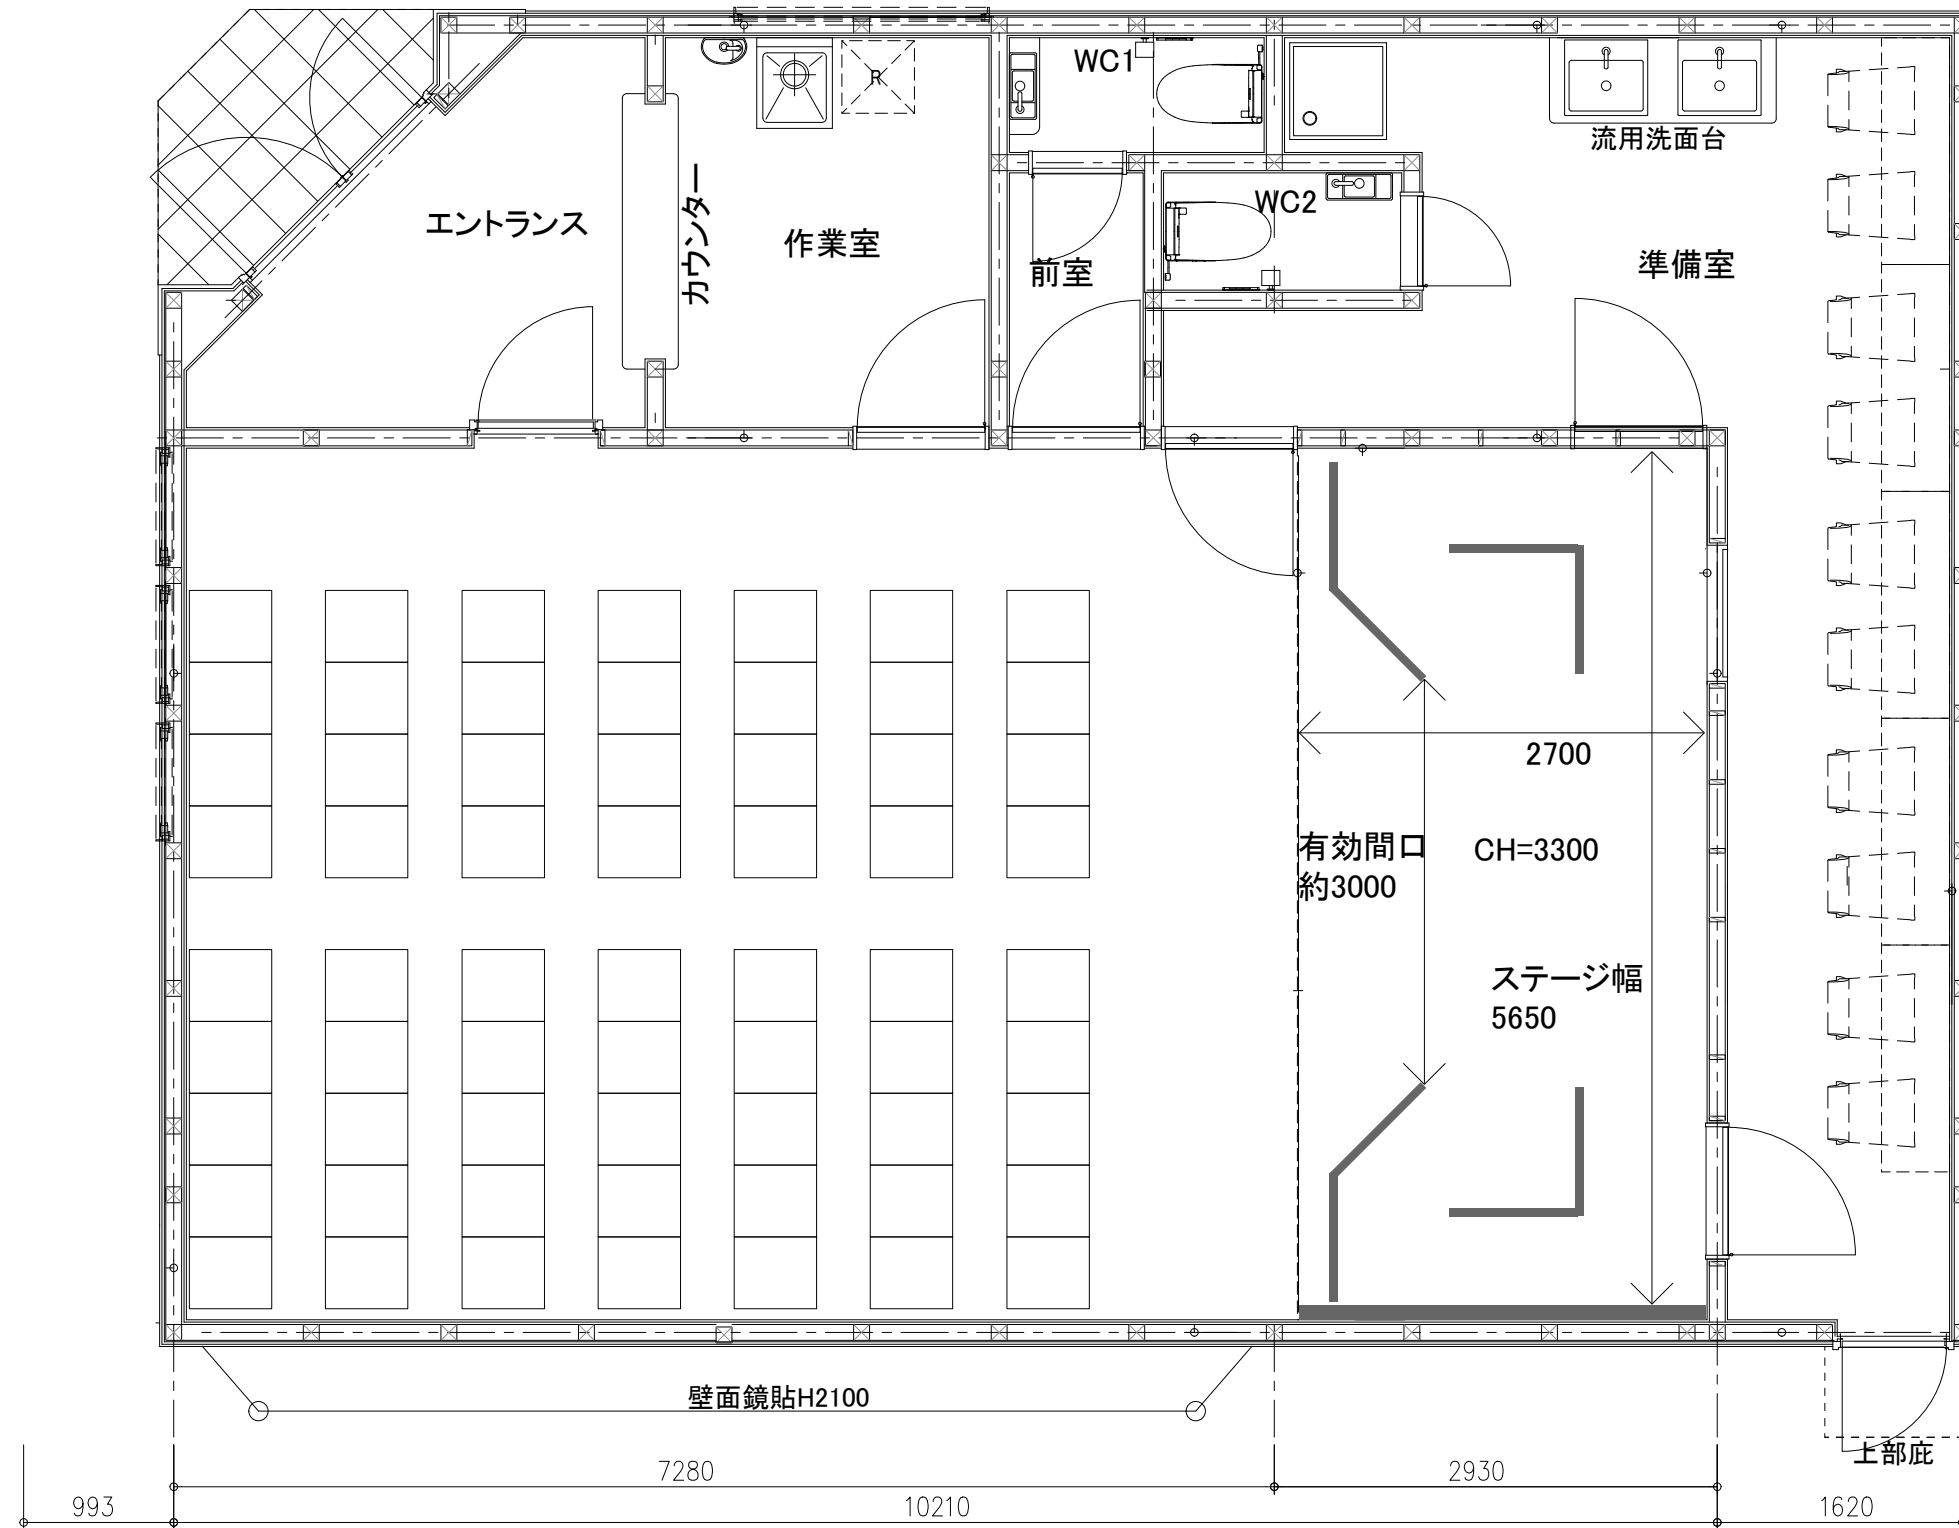 WC1
R
流用洗面台
WC2
エントランス
カウンター
作業室
前室
準備室
2700
有効間口
約3000
CH=3300
ステージ幅
5650
壁面鏡貼H2100
上部庇
7280
2930
993
10210
1620